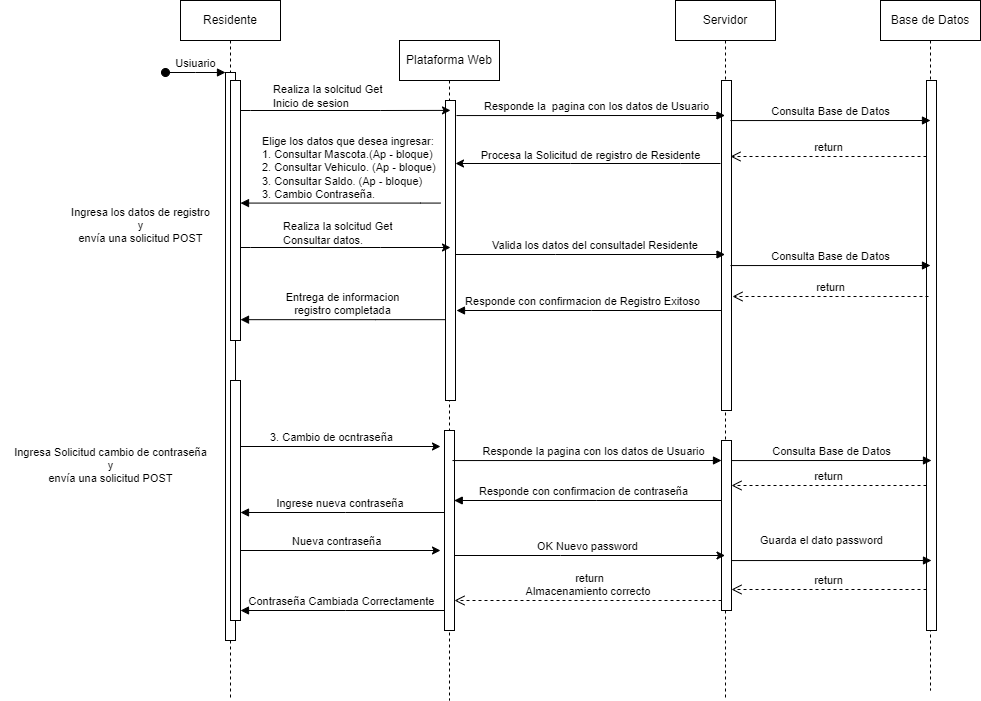 Residente
Servidor
Base de Datos
Plataforma Web
Usiuario
Realiza la solcitud Get
Inicio de sesion
Responde la  pagina con los datos de Usuario
Consulta Base de Datos
return
Elige los datos que desea ingresar:
1. Consultar Mascota.(Ap - bloque)
2. Consultar Vehiculo. (Ap - bloque)
3. Consultar Saldo. (Ap - bloque)
3. Cambio Contraseña.
Procesa la Solicitud de registro de Residente
Ingresa los datos de registro
y
envía una solicitud POST
Realiza la solcitud Get
Consultar datos.
Valida los datos del consultadel Residente
Consulta Base de Datos
return
Entrega de informacion
registro completada
Responde con confirmacion de Registro Exitoso
Ingresa Solicitud cambio de contraseña
y
envía una solicitud POST
3. Cambio de ocntraseña
Responde la pagina con los datos de Usuario
Consulta Base de Datos
return
Responde con confirmacion de contraseña
Ingrese nueva contraseña
Nueva contraseña
OK Nuevo password
Guarda el dato password
return
return
Almacenamiento correcto
Contraseña Cambiada Correctamente